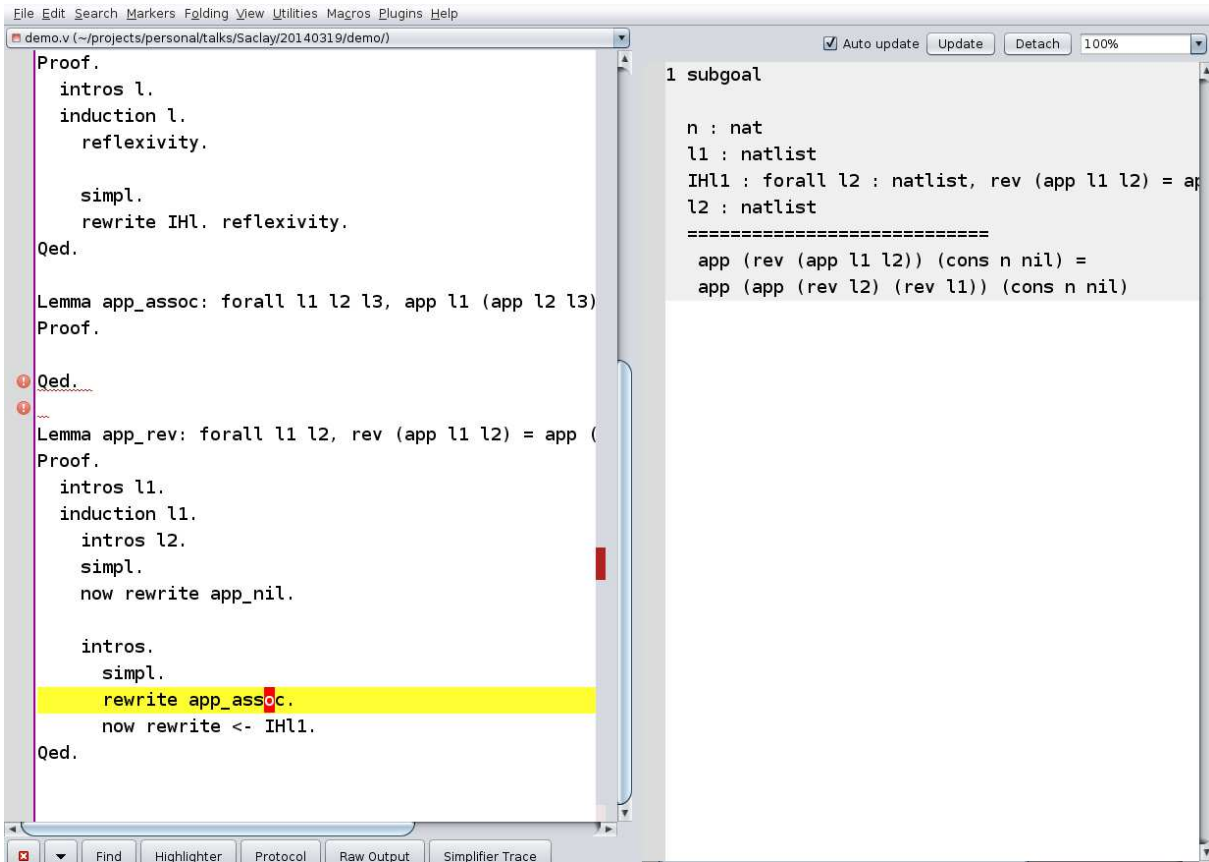 File Edit Search Markers Folding View Utilities Macros Plugins Help
demo.v (~/projects/personal/talks/Saclay/20140319/demo/)
Proof.
intros l.
induction l.
reflexivity.
simpl.
rewrite IHl. reflexivity.
Qed.
Lemma app_assoc: forall l1 l2 l3, app l1 (app l2 l3)
Proof.
Qed.
Lemma app_rev: forall l1 l2, rev (app l1 l2) = app (
Proof.
intros l1.
induction l1.
intros l2.
simpl.
now rewrite app_nil.
intros.
simpl.
rewrite app_assoc.
now rewrite <- IHl1.
Qed.
Find Highlighter Protocol Raw Output Simplifier Trace
Auto update Update Detach 100%
1 subgoal
n : nat
l1 : natlist
IHl1 : forall l2 : natlist, rev (app l1 l2) = ap
l2 : natlist
============================
app (rev (app l1 l2)) (cons n nil) =
app (app (rev l2) (rev l1)) (cons n nil)